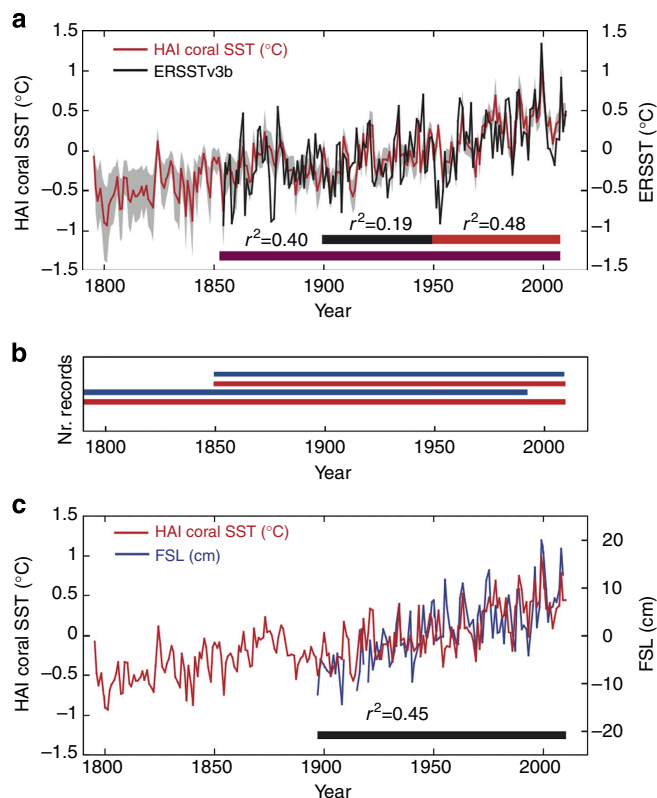 a
1.5
1
0.5
0
−0.5
−1
−1.5
HAI coral SST (°C)
HAI coral SST (°C)
ERSSTv3b
r²=0.40
r²=0.19
r²=0.48
1.5
1
0.5
0
−0.5
−1
−1.5
ERSST (°C)
1800 1850 1900 1950 2000
Year
b
Nr. records
1800 1850 1900 1950 2000
Year
c
1.5
1
0.5
0
−0.5
−1
−1.5
HAI coral SST (°C)
HAI coral SST (°C)
FSL (cm)
r²=0.45
20
10
0
−10
−20
FSL (cm)
1800 1850 1900 1950 2000
Year